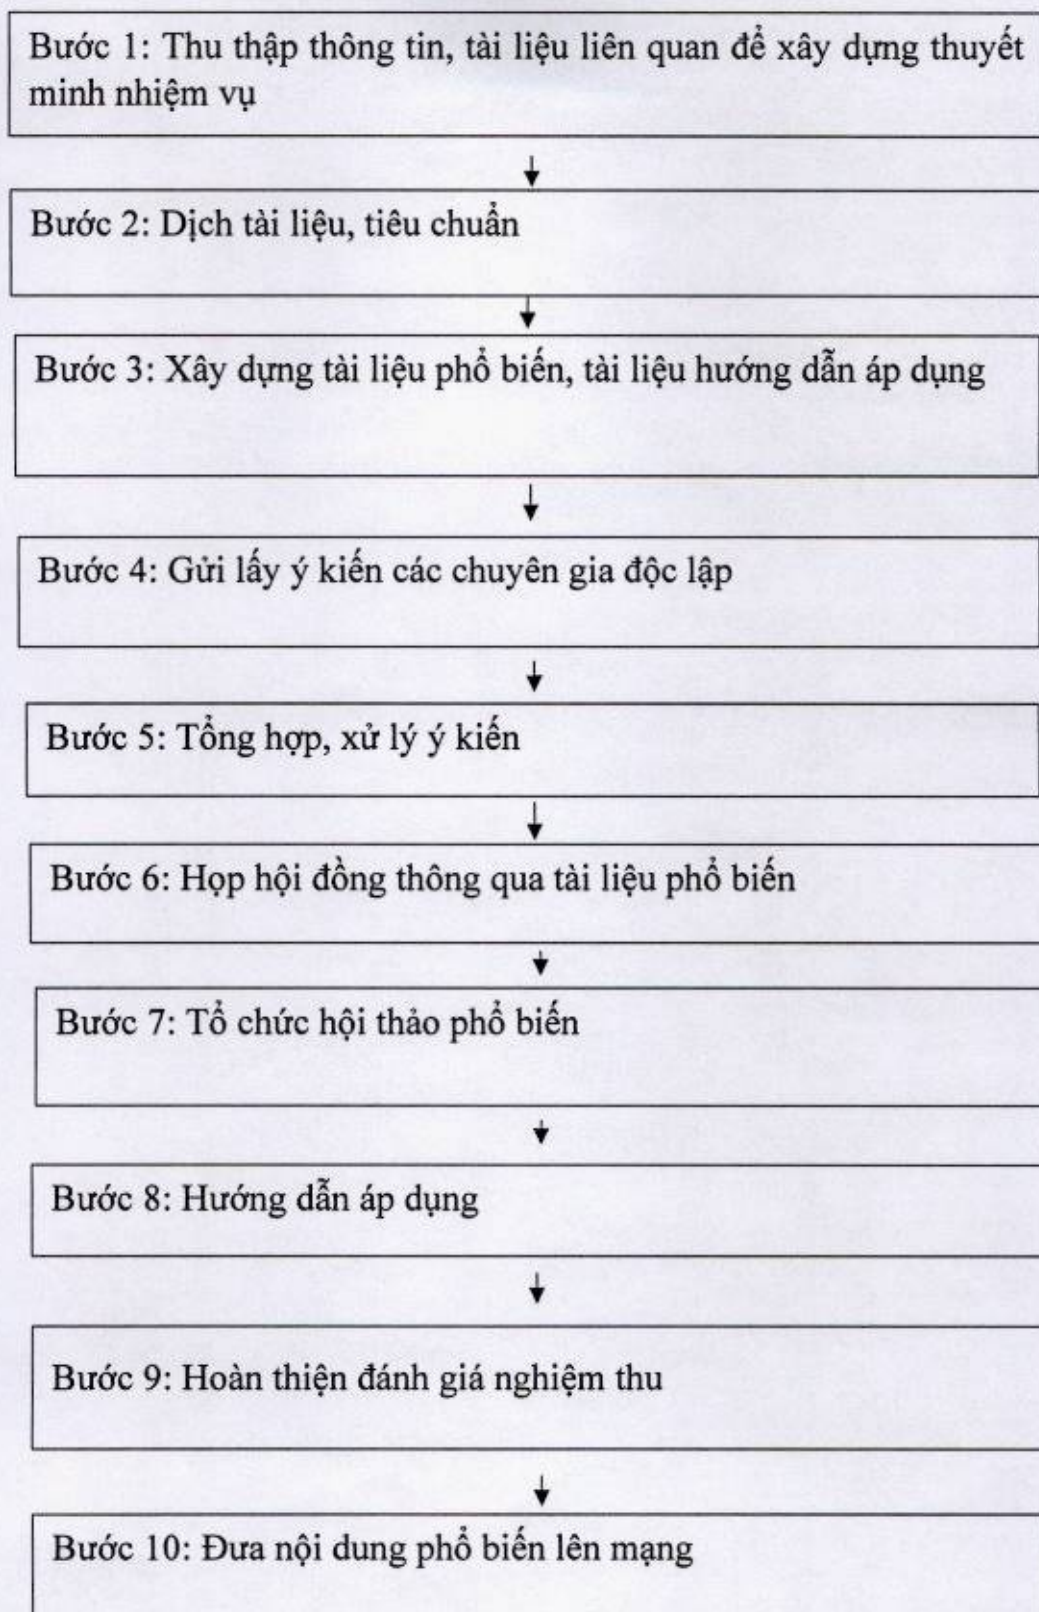 Bước 1: Thu thập thông tin, tài liệu liên quan để xây dựng thuyết
minh nhiệm vụ
Bước 2: Dịch tài liệu, tiêu chuẩn
Bước 3: Xây dựng tài liệu phổ biến, tài liệu hướng dẫn áp dụng
Bước 4: Gửi lấy ý kiến các chuyên gia độc lập
Bước 5: Tổng hợp, xử lý ý kiến
Bước 6: Họp hội đồng thông qua tài liệu phổ biến
Bước 7: Tổ chức hội thảo phổ biến
Bước 8: Hướng dẫn áp dụng
Bước 9: Hoàn thiện đánh giá nghiệm thu
Bước 10: Đưa nội dung phổ biến lên mạng